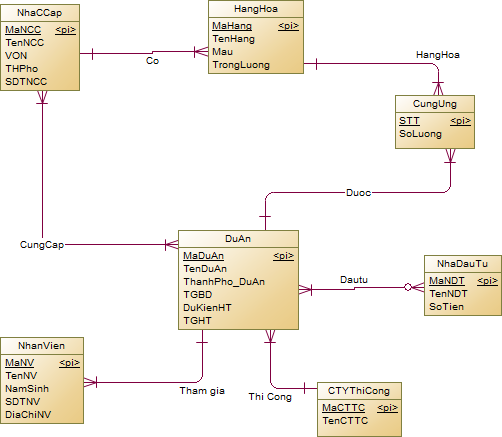 NhaCCap
MaNCC <pi>
TenNCC
VON
THPho
SDTNCC
Co
HangHoa
MaHang <pi>
TenHang
Mau
TrongLuong
HangHoa
CungUng
STT <pi>
SoLuong
Duoc
CungCap
DuAn
MaDuAn <pi>
TenDuAn
ThanhPho_DuAn
TGBD
DuKienHT
TGHT
Dautu
NhaDauTu
MaNDT <pi>
TenNDT
SoTien
NhanVien
MaNV <pi>
TenNV
NamSinh
SDTNV
DiaChiNV
Tham gia
Thi Cong
CTYThiCong
MaCTTC <pi>
TenCTTC